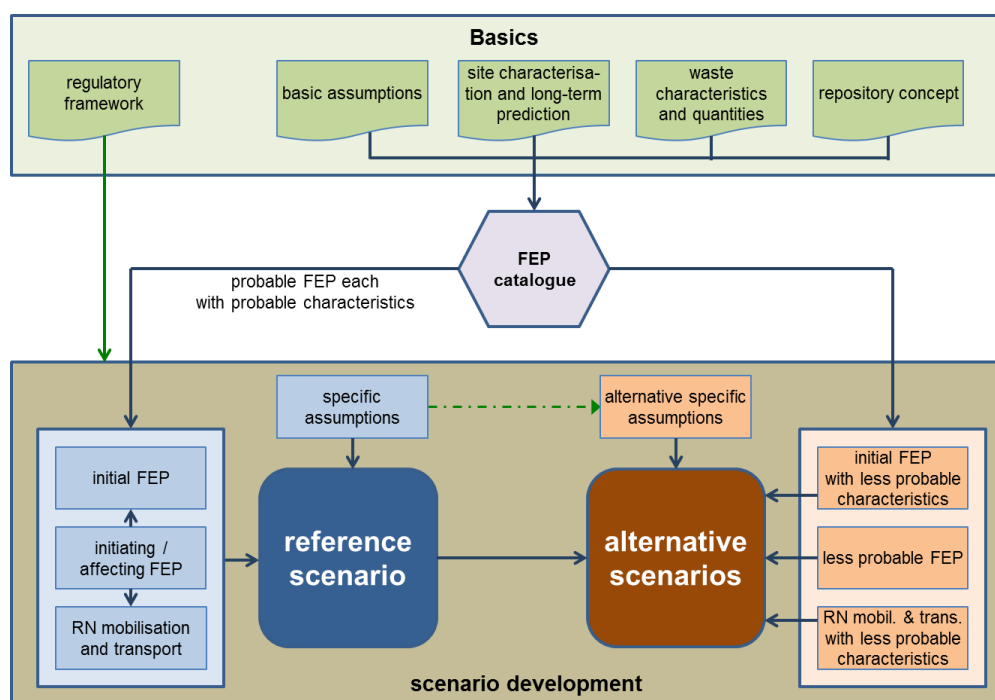 Basics
regulatory
framework
basic assumptions
site characterisa-
tion and long-term
prediction
waste
characteristics
and quantities
repository concept
FEP
catalogue
probable FEP each
with probable characteristics
specific
assumptions
alternative specific
assumptions
initial FEP
initiating /
affecting FEP
RN mobilisation
and transport
reference
scenario
alternative
scenarios
initial FEP
with less probable
characteristics
less probable FEP
RN mobil. & trans.
with less probable
characteristics
scenario development